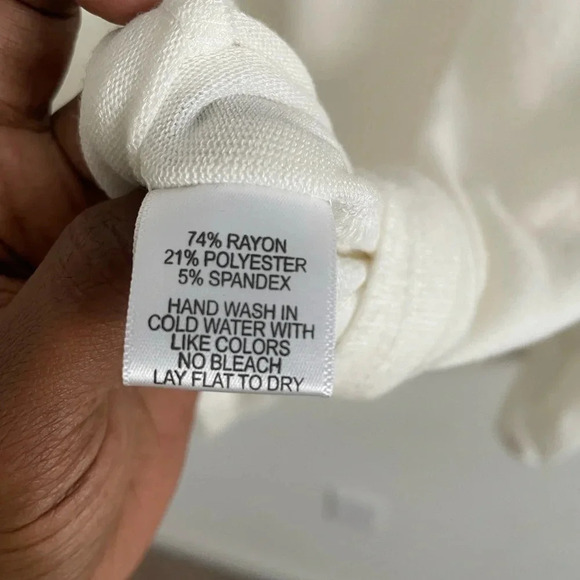 74% RAYON
21% POLYESTER
5% SPANDEX
HAND WASH IN
COLD WATER WITH
LIKE COLORS
NO BLEACH
LAY FLAT TO DRY